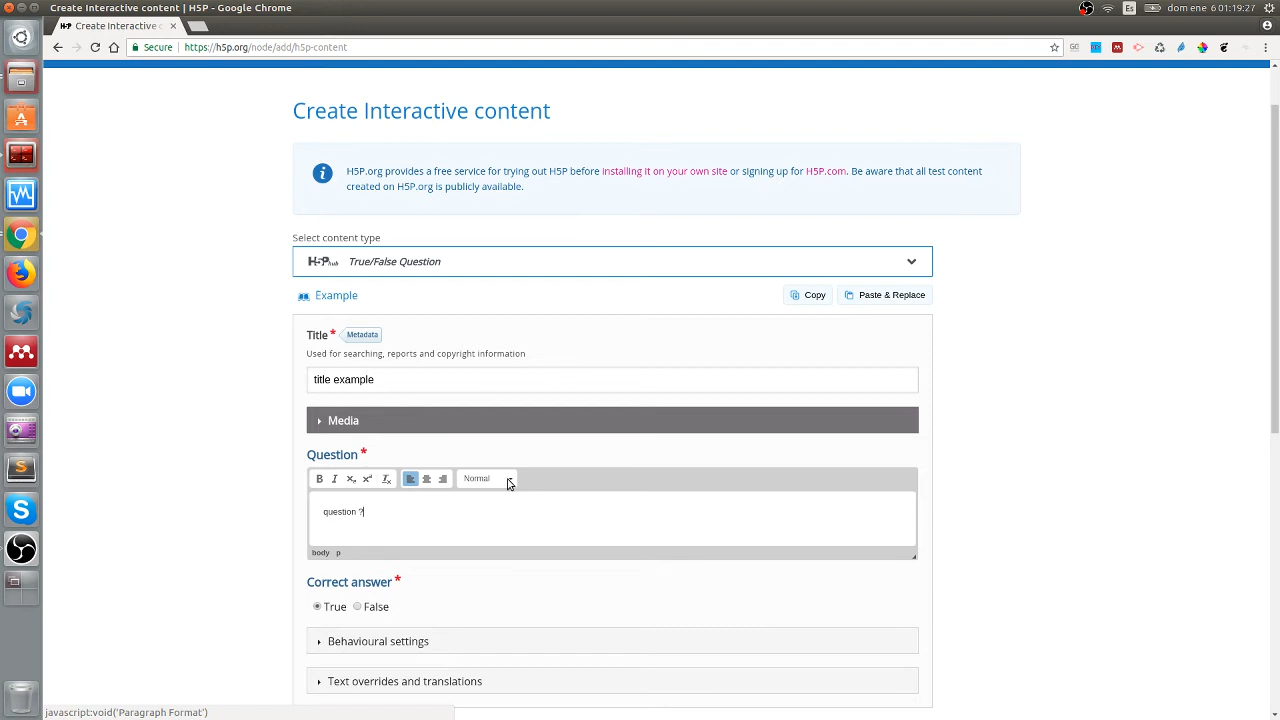 Create Interactive content | H5P - Google Chrome
Es
dom ene 6 01:19:27
H-P Create Interactive c
Secure
https://h5p.org/node/add/h5p-content
Create Interactive content
H5P.org provides a free service for trying out H5P before installing it on your own site or signing up for H5P.com. Be aware that all test content
created on H5P.org is publicly available.
Select content type
H5P hub True/False Question
Example
Copy
Paste & Replace
Title* Metadata
Used for searching, reports and copyright information
title example
Media
Question *
B I Normal
question ?
body p
Correct answer *
True False
Behavioural settings
Text overrides and translations
javascript:void('Paragraph Format')